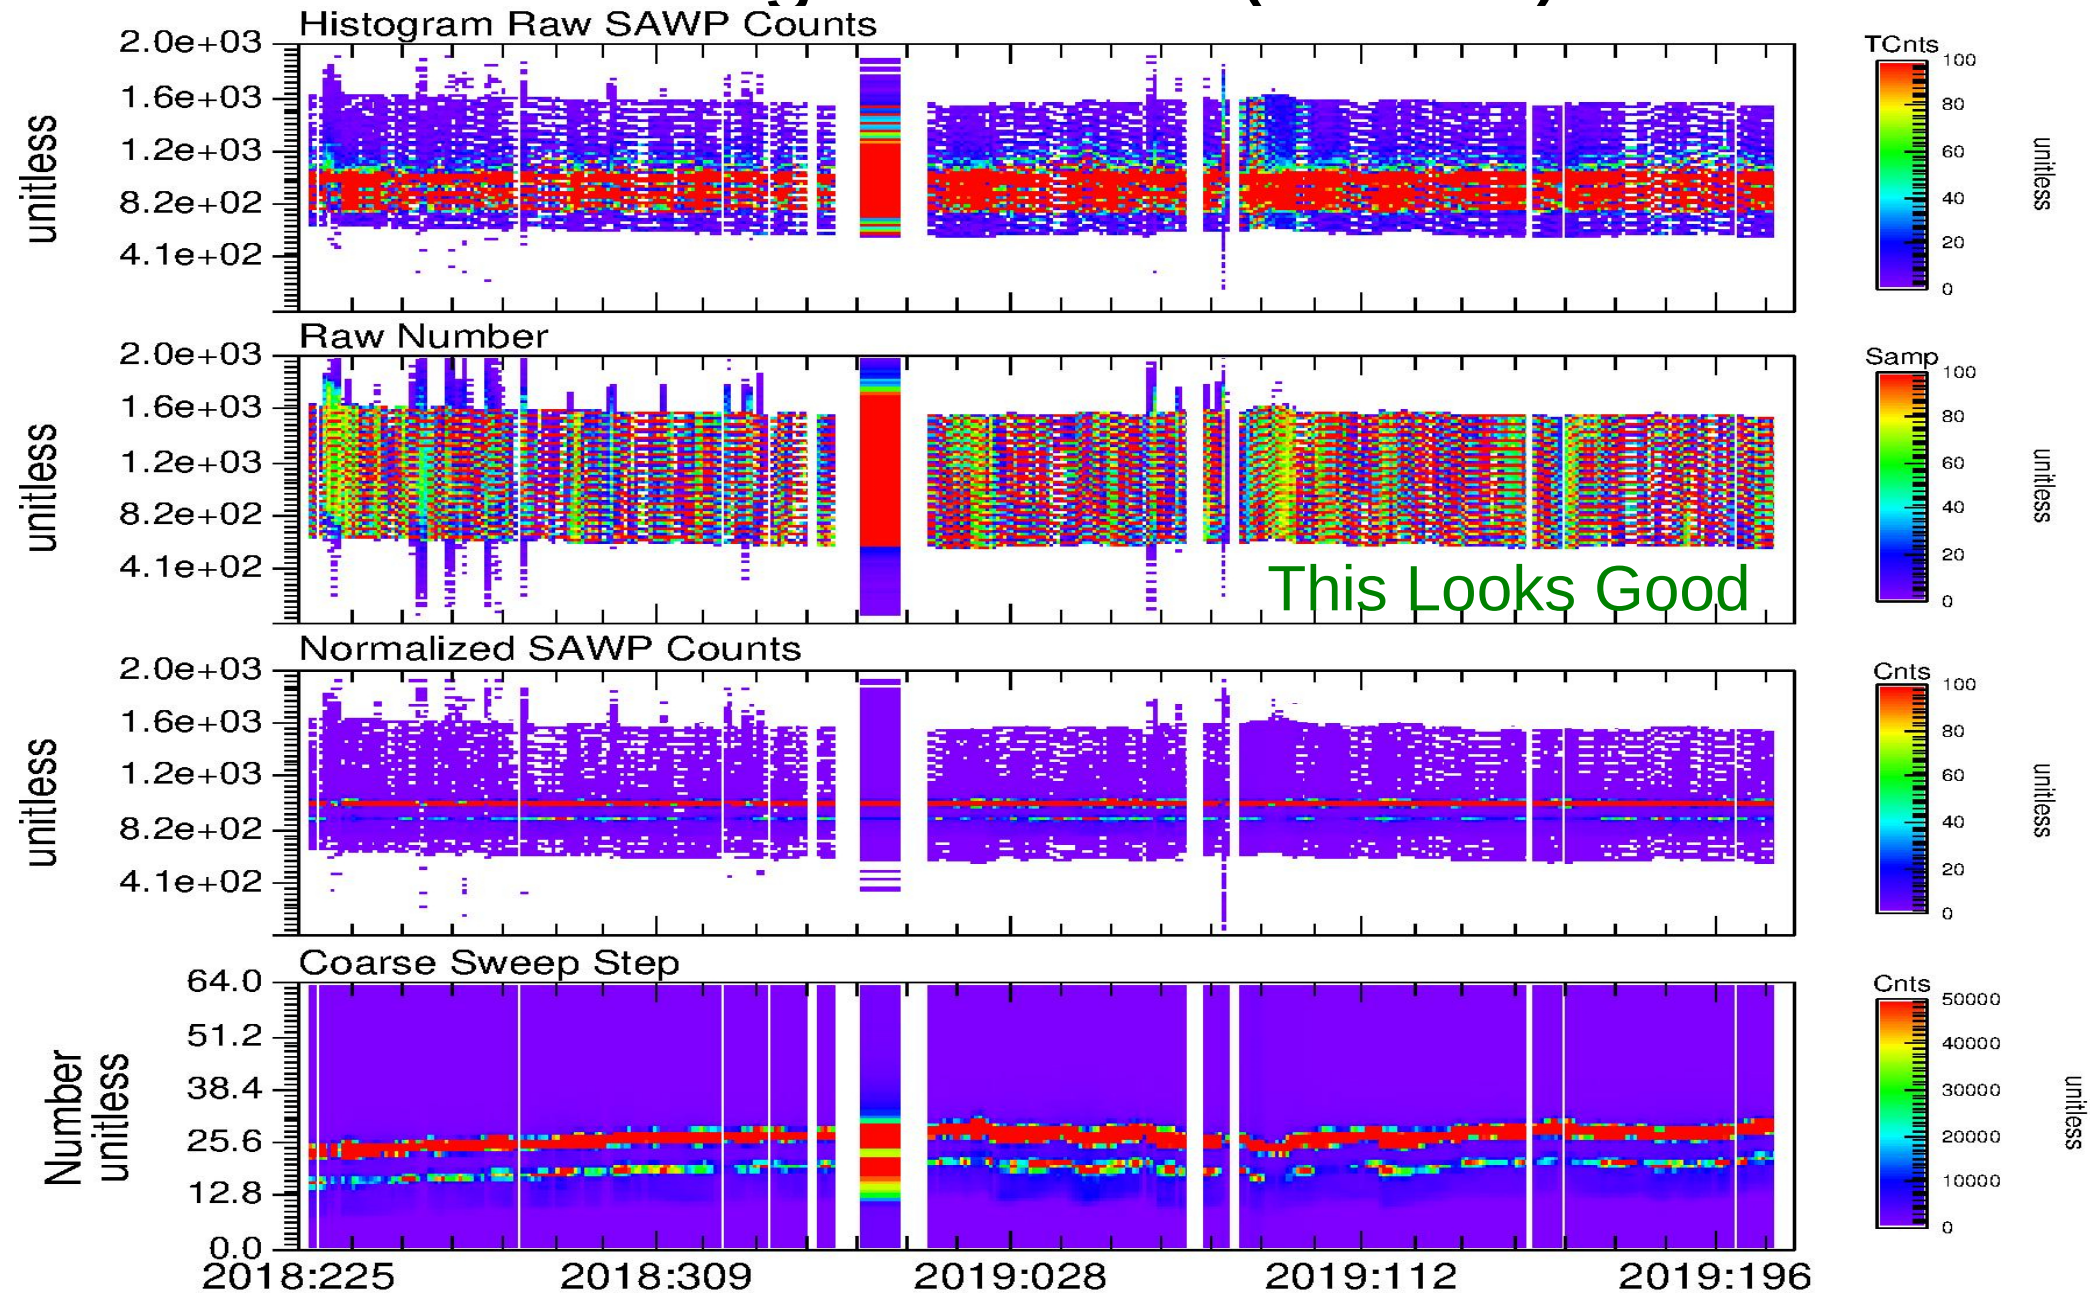 Histogram Raw SAWP Counts
2.0e+03
1.6e+03
1.2e+03
8.2e+02
4.1e+02
unitless
TCnts
100
80
60
40
20
0
unitless
Raw Number
2.0e+03
1.6e+03
1.2e+03
8.2e+02
4.1e+02
unitless
This Looks Good
Samp
100
80
60
40
20
0
unitless
Normalized SAWP Counts
2.0e+03
1.6e+03
1.2e+03
8.2e+02
4.1e+02
unitless
Cnts
100
80
60
40
20
0
unitless
Coarse Sweep Step
64.0
51.2
38.4
25.6
12.8
0.0
Number
unitless
Cnts
50000
40000
30000
20000
10000
0
unitless
2018:225 2018:309 2019:028 2019:112 2019:196